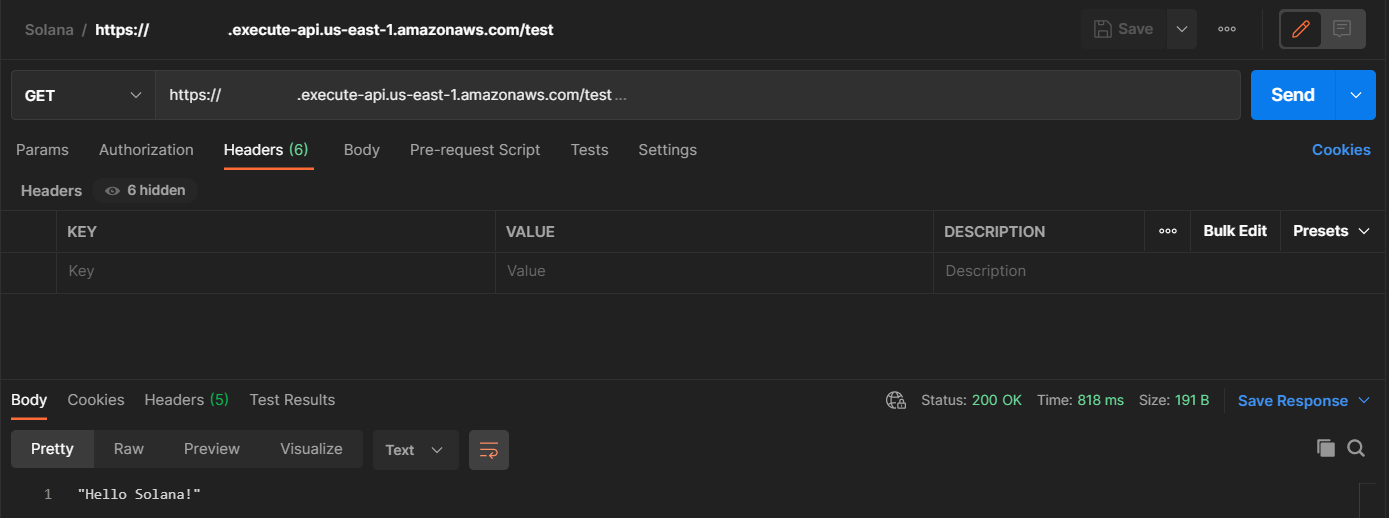 Solana / https:// .execute-api.us-east-1.amazonaws.com/test Save
GET https:// .execute-api.us-east-1.amazonaws.com/test ... Send
Params Authorization Headers (6) Body Pre-request Script Tests Settings Cookies
Headers 6 hidden
KEY VALUE DESCRIPTION Bulk Edit Presets
Key Value Description
Body Cookies Headers (5) Test Results Status: 200 OK Time: 818 ms Size: 191 B Save Response
Pretty Raw Preview Visualize Text
1 "Hello Solana!"